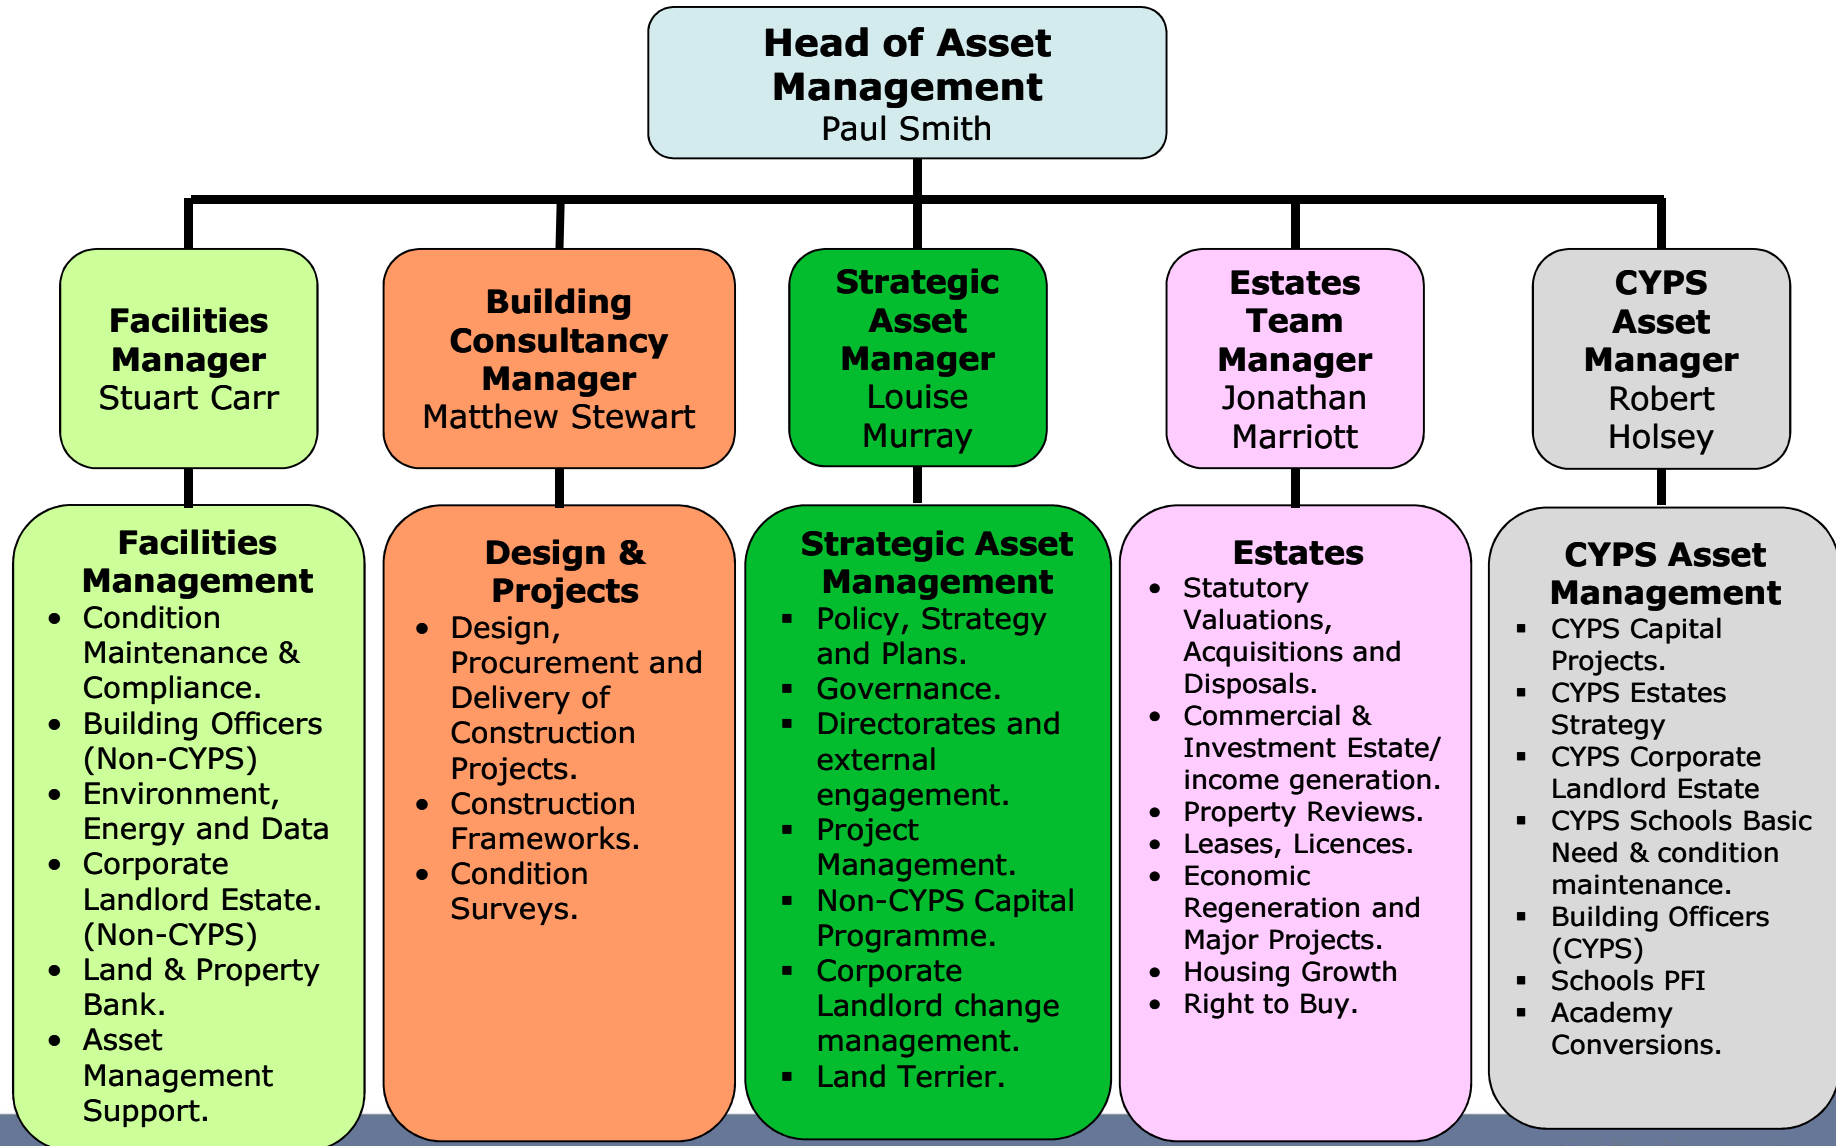 Head of Asset
Management
Paul Smith
Facilities
Manager
Stuart Carr
Building
Consultancy
Manager
Matthew Stewart
Strategic
Asset
Manager
Louise
Murray
Estates
Team
Manager
Jonathan
Marriott
CYPS
Asset
Manager
Robert
Holsey
Facilities
Management
• Condition
Maintenance &
Compliance.
• Building Officers
(Non-CYPS)
• Environment,
Energy and Data
• Corporate
Landlord Estate.
(Non-CYPS)
• Land & Property
Bank.
• Asset
Management
Support.
Design &
Projects
• Design,
Procurement and
Delivery of
Construction
Projects.
• Construction
Frameworks.
• Condition
Surveys.
Strategic Asset
Management
▪ Policy, Strategy
and Plans.
▪ Governance.
▪ Directorates and
external
engagement.
▪ Project
Management.
▪ Non-CYPS Capital
Programme.
▪ Corporate
Landlord change
management.
▪ Land Terrier.
Estates
• Statutory
Valuations,
Acquisitions and
Disposals.
• Commercial &
Investment Estate/
income generation.
• Property Reviews.
• Leases, Licences.
• Economic
Regeneration and
Major Projects.
• Housing Growth
• Right to Buy.
CYPS Asset
Management
▪ CYPS Capital
Projects.
▪ CYPS Estates
Strategy
▪ CYPS Corporate
Landlord Estate
▪ CYPS Schools Basic
Need & condition
maintenance.
▪ Building Officers
(CYPS)
▪ Schools PFI
▪ Academy
Conversions.